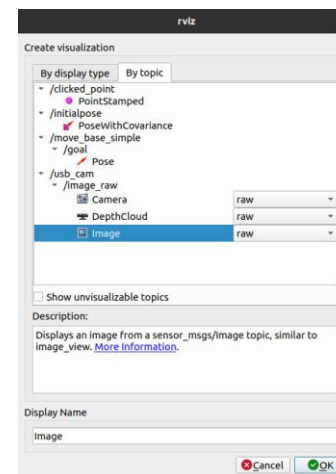 rviz
Create visualization
By display type By topic
/clicked_point
PointStamped
/initialpose
PoseWithCovariance
/move_base_simple
/goal
Pose
/usb_cam
/image_raw
Camera raw
DepthCloud raw
Image raw
Show unvisualizable topics
Description:
Displays an image from a sensor_msgs/Image topic, similar to
image_view. More Information.
Display Name
Image
Cancel OK